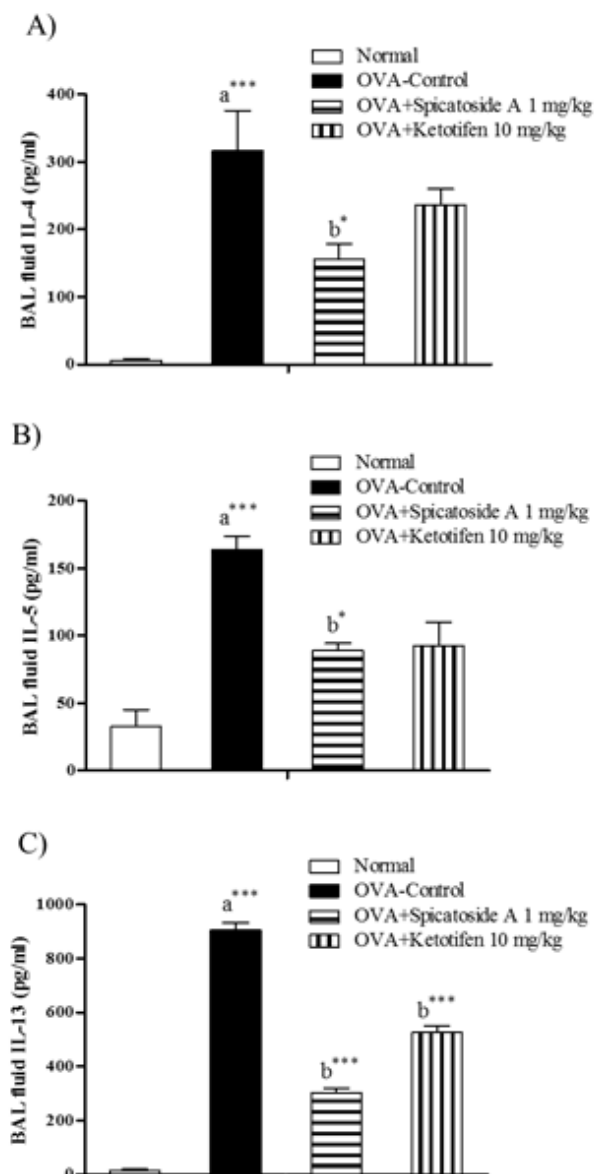 A)
Normal
OVA-Control
OVA+Spicatoside A 1 mg/kg
OVA+Ketotifen 10 mg/kg
BAL fluid IL-4 (pg/ml)
400
300
200
100
0
a***
b*
B)
Normal
OVA-Control
OVA+Spicatoside A 1 mg/kg
OVA+Ketotifen 10 mg/kg
BAL fluid IL-5 (pg/ml)
200
150
100
50
0
a***
b*
C)
Normal
OVA-Control
OVA+Spicatoside A 1 mg/kg
OVA+Ketotifen 10 mg/kg
BAL fluid IL-13 (pg/ml)
1000
800
600
400
200
0
a***
b***
b***